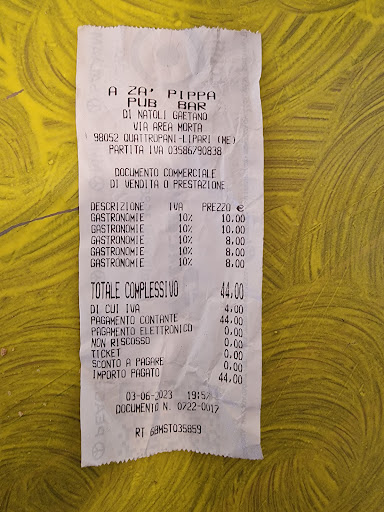 A ZA' PIPPA
PUB BAR
DI NATOLI GAETANO
VIA AREA MORTA
98052 QUATTROPANI-LIPARI (ME)
PARTITA IVA 03586790838
DOCUMENTO COMMERCIALE
DI VENDITA O PRESTAZIONE
DESCRIZIONE IVA PREZZO €
GASTRONOMIE 10% 10,00
GASTRONOMIE 10% 10,00
GASTRONOMIE 10% 8,00
GASTRONOMIE 10% 8,00
GASTRONOMIE 10% 8,00
TOTALE COMPLESSIVO 44,00
DI CUI IVA 4,00
PAGAMENTO CONTANTE 44,00
PAGAMENTO ELETTRONICO 0,00
NON RISCOSSO 0,00
TICKET 0,00
SCONTO A PAGARE 0,00
IMPORTO PAGATO 44,00
03-06-2023
DOCUMENTO N. 0722-0017
RT 68MST035859